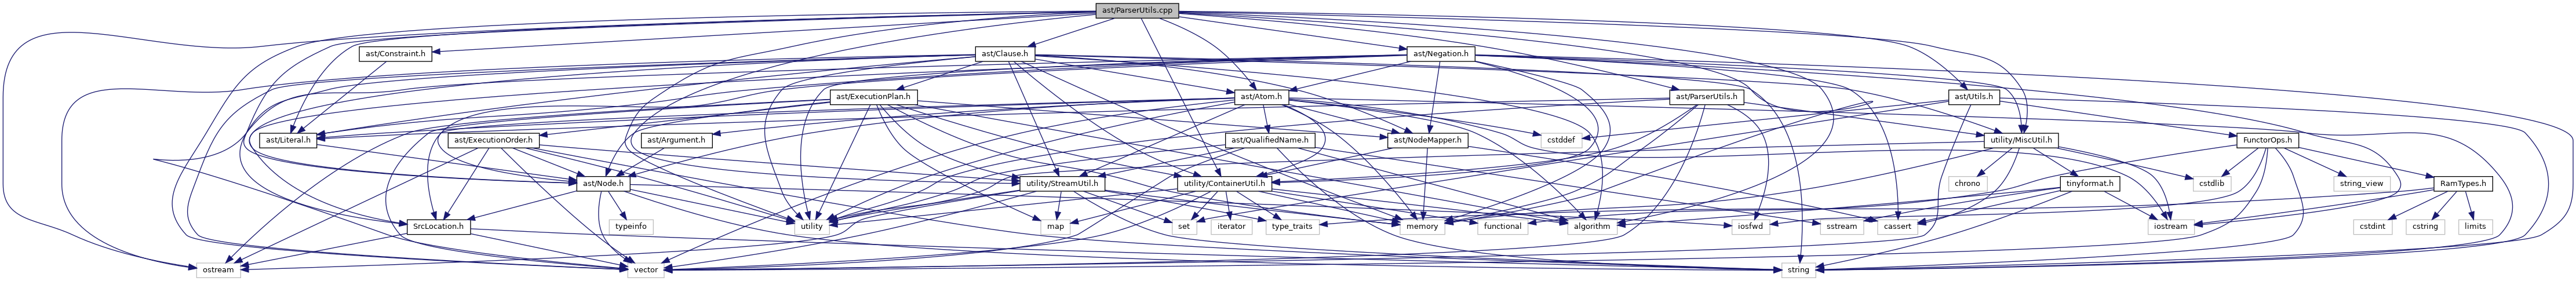 ast/ParserUtils.cpp
ast/Constraint.h
ast/Clause.h
ast/Negation.h
ast/ExecutionPlan.h
ast/Atom.h
ast/ParserUtils.h
ast/Utils.h
ast/Literal.h
ast/ExecutionOrder.h
ast/Argument.h
ast/QualifiedName.h
ast/NodeMapper.h
cstddef
utility/MiscUtil.h
FunctorOps.h
ast/Node.h
utility/StreamUtil.h
utility/ContainerUtil.h
chrono
tinyformat.h
cstdlib
string_view
RamTypes.h
SrcLocation.h
typeinfo
utility
map
set
iterator
type_traits
memory
functional
algorithm
iosfwd
sstream
cassert
iostream
cstdint
cstring
limits
ostream
vector
string